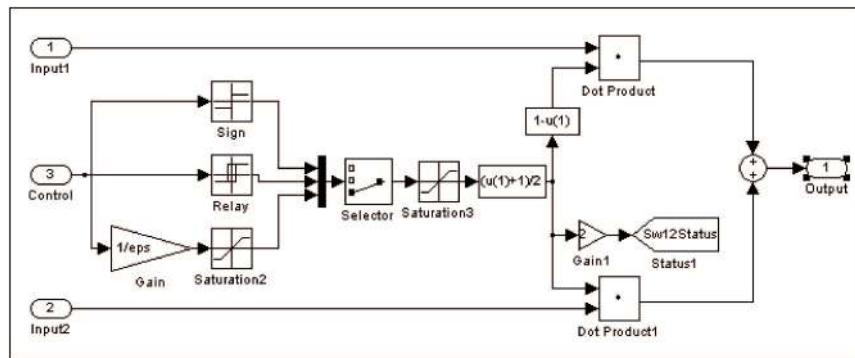 1
Input1
Dot Product
1-u(1)
Sign
3
Control
Relay
Selector
Saturation3
(u(1)+1)/2
+
+
1
Output
1/eps
Gain
Saturation2
2
Gain1
Sw12Status
Status1
2
Input2
Dot Product1